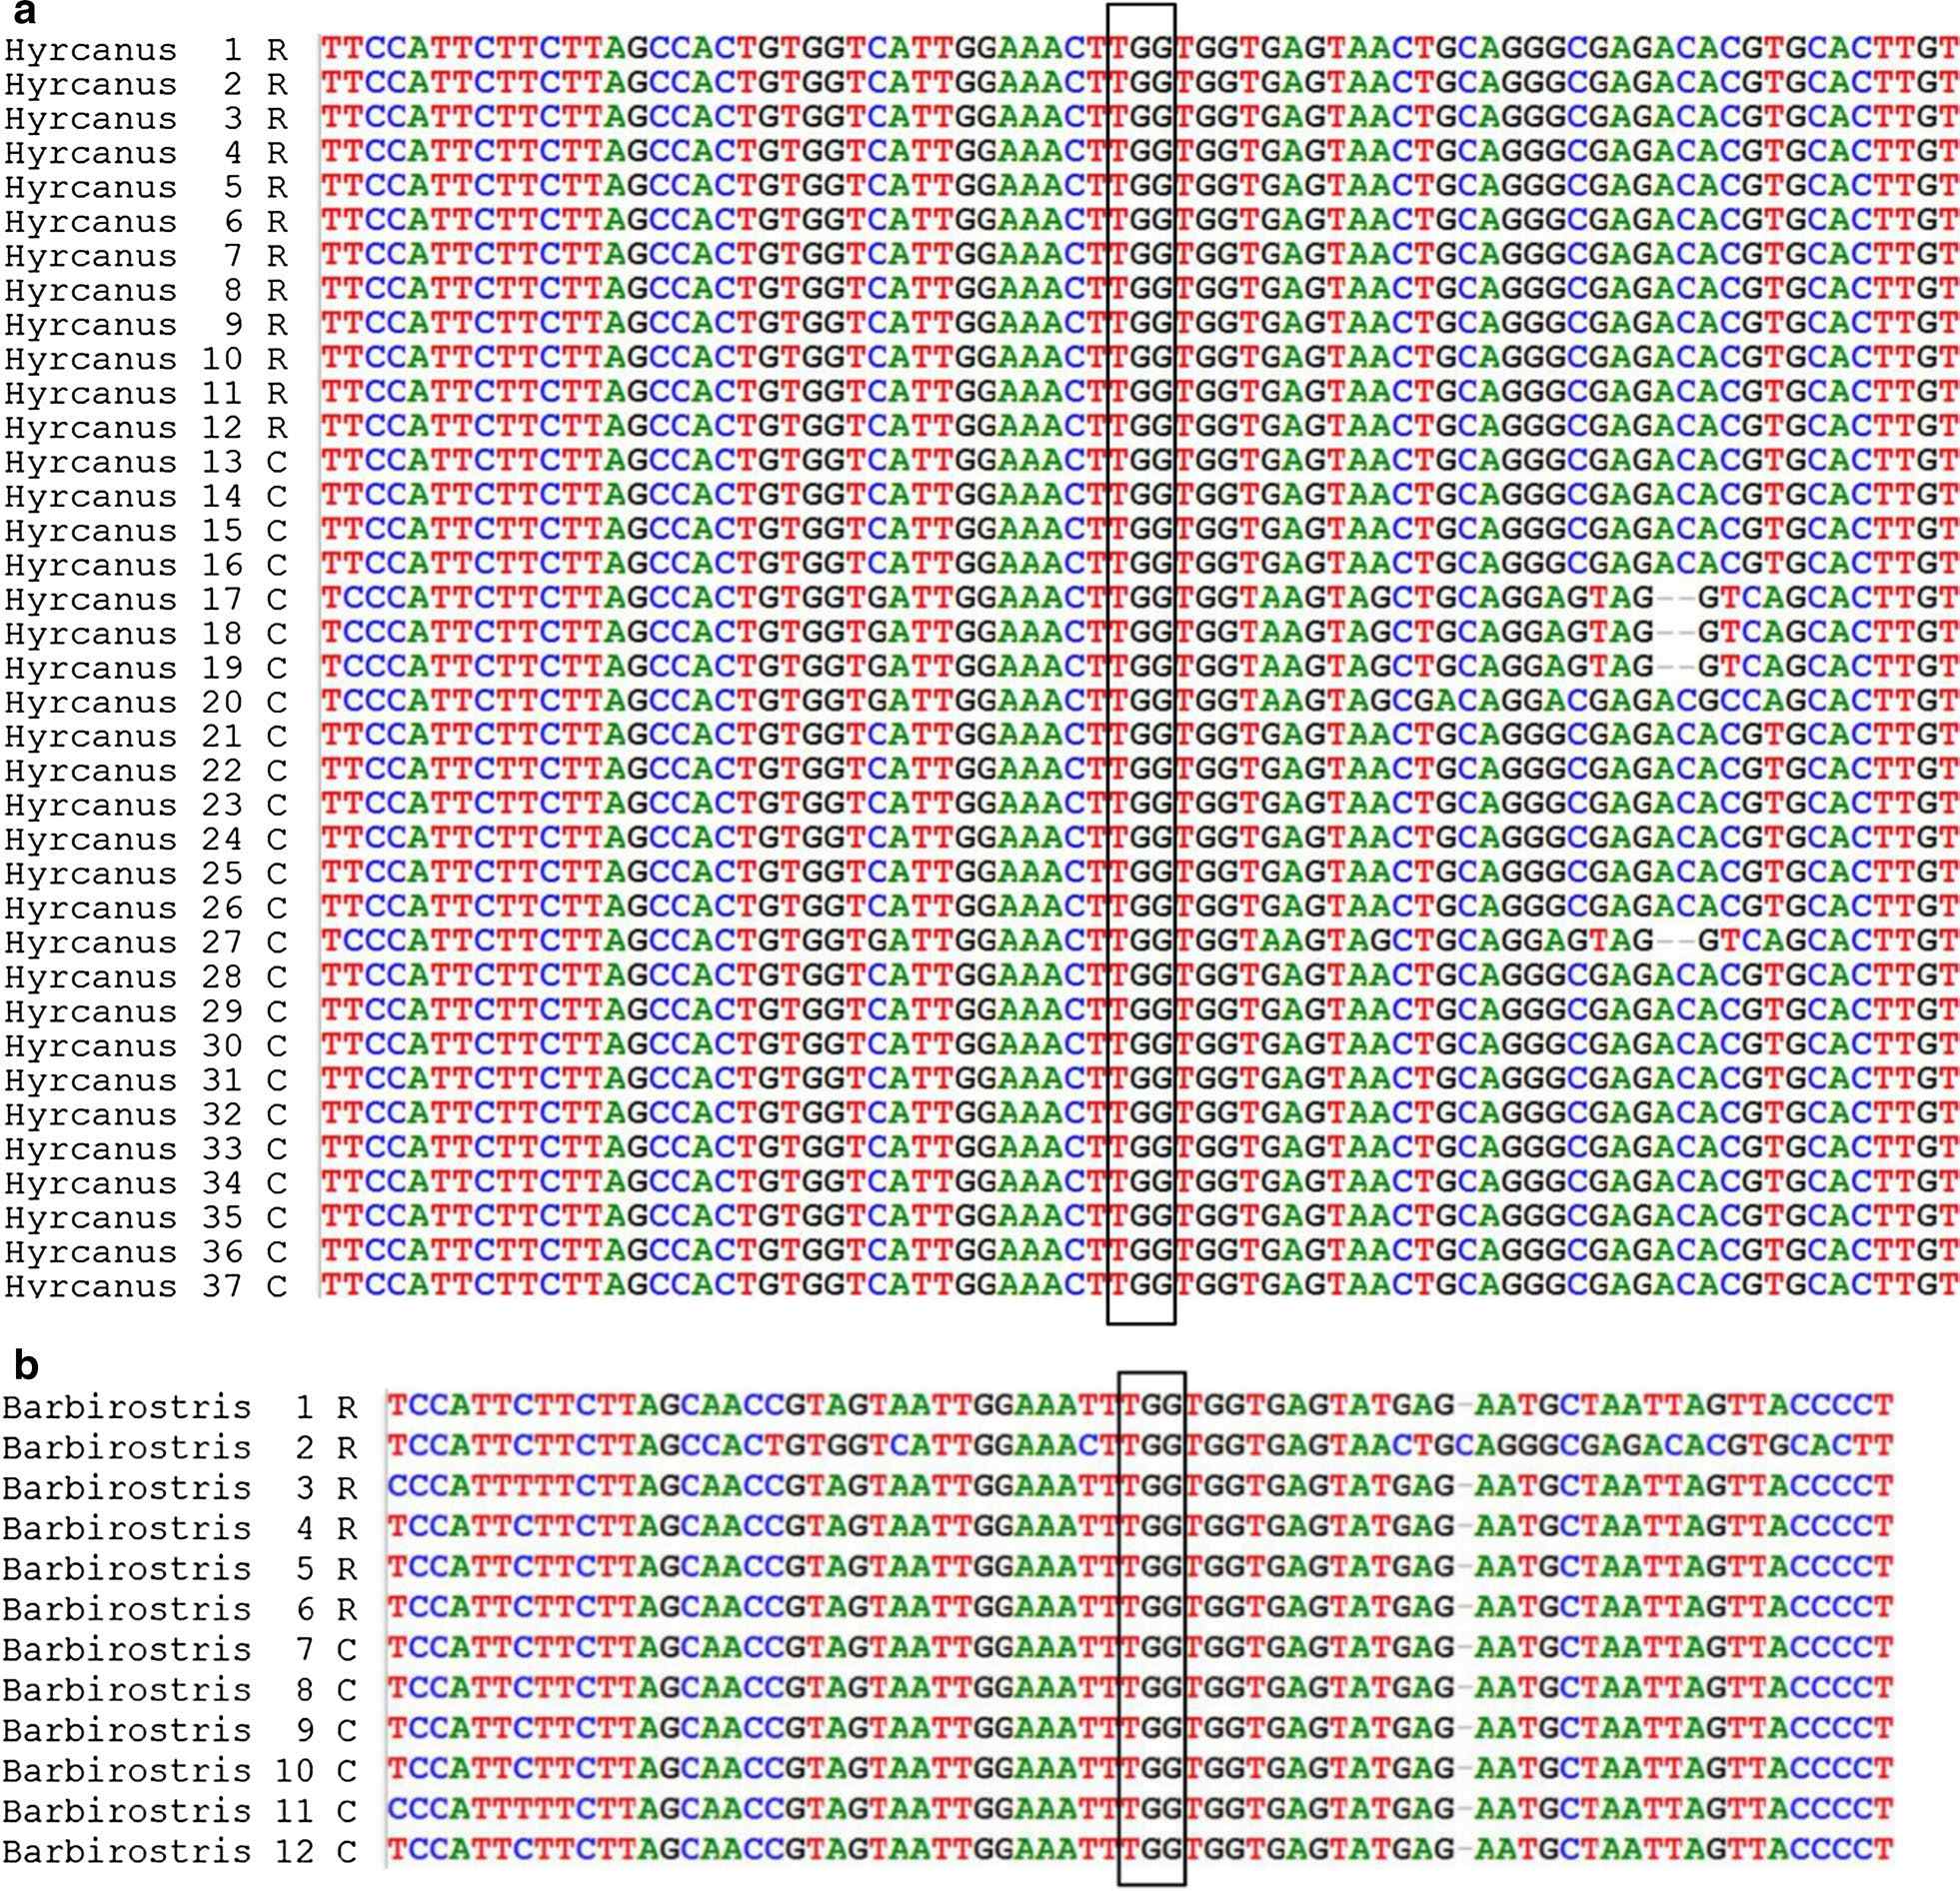 a
Hyrcanus 1 R TTCCATTCTTCTTAGCCACTGTGGTCATTGGAAACTTGGTGGTGAGTAACTGCAGGGCGAGACACGTGCACTTGT
Hyrcanus 2 R TTCCATTCTTCTTAGCCACTGTGGTCATTGGAAACTTGGTGGTGAGTAACTGCAGGGCGAGACACGTGCACTTGT
Hyrcanus 3 R TTCCATTCTTCTTAGCCACTGTGGTCATTGGAAACTTGGTGGTGAGTAACTGCAGGGCGAGACACGTGCACTTGT
Hyrcanus 4 R TTCCATTCTTCTTAGCCACTGTGGTCATTGGAAACTTGGTGGTGAGTAACTGCAGGGCGAGACACGTGCACTTGT
Hyrcanus 5 R TTCCATTCTTCTTAGCCACTGTGGTCATTGGAAACTTGGTGGTGAGTAACTGCAGGGCGAGACACGTGCACTTGT
Hyrcanus 6 R TTCCATTCTTCTTAGCCACTGTGGTCATTGGAAACTTGGTGGTGAGTAACTGCAGGGCGAGACACGTGCACTTGT
Hyrcanus 7 R TTCCATTCTTCTTAGCCACTGTGGTCATTGGAAACTTGGTGGTGAGTAACTGCAGGGCGAGACACGTGCACTTGT
Hyrcanus 8 R TTCCATTCTTCTTAGCCACTGTGGTCATTGGAAACTTGGTGGTGAGTAACTGCAGGGCGAGACACGTGCACTTGT
Hyrcanus 9 R TTCCATTCTTCTTAGCCACTGTGGTCATTGGAAACTTGGTGGTGAGTAACTGCAGGGCGAGACACGTGCACTTGT
Hyrcanus 10 R TTCCATTCTTCTTAGCCACTGTGGTCATTGGAAACTTGGTGGTGAGTAACTGCAGGGCGAGACACGTGCACTTGT
Hyrcanus 11 R TTCCATTCTTCTTAGCCACTGTGGTCATTGGAAACTTGGTGGTGAGTAACTGCAGGGCGAGACACGTGCACTTGT
Hyrcanus 12 R TTCCATTCTTCTTAGCCACTGTGGTCATTGGAAACTTGGTGGTGAGTAACTGCAGGGCGAGACACGTGCACTTGT
Hyrcanus 13 C TTCCATTCTTCTTAGCCACTGTGGTCATTGGAAACTTGGTGGTGAGTAACTGCAGGGCGAGACACGTGCACTTGT
Hyrcanus 14 C TTCCATTCTTCTTAGCCACTGTGGTCATTGGAAACTTGGTGGTGAGTAACTGCAGGGCGAGACACGTGCACTTGT
Hyrcanus 15 C TTCCATTCTTCTTAGCCACTGTGGTCATTGGAAACTTGGTGGTGAGTAACTGCAGGGCGAGACACGTGCACTTGT
Hyrcanus 16 C TTCCATTCTTCTTAGCCACTGTGGTCATTGGAAACTTGGTGGTGAGTAACTGCAGGGCGAGACACGTGCACTTGT
Hyrcanus 17 C TCCCATTCTTCTTAGCCACTGTGGTGATTGGAAACTTGGTGGTAAGTAGCTGCAGGAGTAG--GTCAGCACTTGT
Hyrcanus 18 C TCCCATTCTTCTTAGCCACTGTGGTGATTGGAAACTTGGTGGTAAGTAGCTGCAGGAGTAG--GTCAGCACTTGT
Hyrcanus 19 C TCCCATTCTTCTTAGCCACTGTGGTGATTGGAAACTTGGTGGTAAGTAGCTGCAGGAGTAG--GTCAGCACTTGT
Hyrcanus 20 C TCCCATTCTTCTTAGCCACTGTGGTGATTGGAAACTTGGTGGTAAGTAGCGACAGGACGAGACGCCAGCACTTGT
Hyrcanus 21 C TTCCATTCTTCTTAGCCACTGTGGTCATTGGAAACTTGGTGGTGAGTAACTGCAGGGCGAGACACGTGCACTTGT
Hyrcanus 22 C TTCCATTCTTCTTAGCCACTGTGGTCATTGGAAACTTGGTGGTGAGTAACTGCAGGGCGAGACACGTGCACTTGT
Hyrcanus 23 C TTCCATTCTTCTTAGCCACTGTGGTCATTGGAAACTTGGTGGTGAGTAACTGCAGGGCGAGACACGTGCACTTGT
Hyrcanus 24 C TTCCATTCTTCTTAGCCACTGTGGTCATTGGAAACTTGGTGGTGAGTAACTGCAGGGCGAGACACGTGCACTTGT
Hyrcanus 25 C TTCCATTCTTCTTAGCCACTGTGGTCATTGGAAACTTGGTGGTGAGTAACTGCAGGGCGAGACACGTGCACTTGT
Hyrcanus 26 C TTCCATTCTTCTTAGCCACTGTGGTCATTGGAAACTTGGTGGTGAGTAACTGCAGGGCGAGACACGTGCACTTGT
Hyrcanus 27 C TCCCATTCTTCTTAGCCACTGTGGTGATTGGAAACTTGGTGGTAAGTAGCTGCAGGAGTAG--GTCAGCACTTGT
Hyrcanus 28 C TTCCATTCTTCTTAGCCACTGTGGTCATTGGAAACTTGGTGGTGAGTAACTGCAGGGCGAGACACGTGCACTTGT
Hyrcanus 29 C TTCCATTCTTCTTAGCCACTGTGGTCATTGGAAACTTGGTGGTGAGTAACTGCAGGGCGAGACACGTGCACTTGT
Hyrcanus 30 C TTCCATTCTTCTTAGCCACTGTGGTCATTGGAAACTTGGTGGTGAGTAACTGCAGGGCGAGACACGTGCACTTGT
Hyrcanus 31 C TTCCATTCTTCTTAGCCACTGTGGTCATTGGAAACTTGGTGGTGAGTAACTGCAGGGCGAGACACGTGCACTTGT
Hyrcanus 32 C TTCCATTCTTCTTAGCCACTGTGGTCATTGGAAACTTGGTGGTGAGTAACTGCAGGGCGAGACACGTGCACTTGT
Hyrcanus 33 C TTCCATTCTTCTTAGCCACTGTGGTCATTGGAAACTTGGTGGTGAGTAACTGCAGGGCGAGACACGTGCACTTGT
Hyrcanus 34 C TTCCATTCTTCTTAGCCACTGTGGTCATTGGAAACTTGGTGGTGAGTAACTGCAGGGCGAGACACGTGCACTTGT
Hyrcanus 35 C TTCCATTCTTCTTAGCCACTGTGGTCATTGGAAACTTGGTGGTGAGTAACTGCAGGGCGAGACACGTGCACTTGT
Hyrcanus 36 C TTCCATTCTTCTTAGCCACTGTGGTCATTGGAAACTTGGTGGTGAGTAACTGCAGGGCGAGACACGTGCACTTGT
Hyrcanus 37 C TTCCATTCTTCTTAGCCACTGTGGTCATTGGAAACTTGGTGGTGAGTAACTGCAGGGCGAGACACGTGCACTTGT
b
Barbirostris 1 R TCCATTCTTCTTAGCAACCGTAGTAATTGGAAATTTGGTGGTGAGTATGAG-AATGCTAATTAGTTACCCCT
Barbirostris 2 R TCCATTCTTCTTAGCCACTGTGGTCATTGGAAACTTGGTGGTGAGTAACTGCAGGGCGAGACACGTGCACTT
Barbirostris 3 R CCCATTTTTCTTAGCAACCGTAGTAATTGGAAATTTGGTGGTGAGTATGAG-AATGCTAATTAGTTACCCCT
Barbirostris 4 R TCCATTCTTCTTAGCAACCGTAGTAATTGGAAATTTGGTGGTGAGTATGAG-AATGCTAATTAGTTACCCCT
Barbirostris 5 R TCCATTCTTCTTAGCAACCGTAGTAATTGGAAATTTGGTGGTGAGTATGAG-AATGCTAATTAGTTACCCCT
Barbirostris 6 R TCCATTCTTCTTAGCAACCGTAGTAATTGGAAATTTGGTGGTGAGTATGAG-AATGCTAATTAGTTACCCCT
Barbirostris 7 C TCCATTCTTCTTAGCAACCGTAGTAATTGGAAATTTGGTGGTGAGTATGAG-AATGCTAATTAGTTACCCCT
Barbirostris 8 C TCCATTCTTCTTAGCAACCGTAGTAATTGGAAATTTGGTGGTGAGTATGAG-AATGCTAATTAGTTACCCCT
Barbirostris 9 C TCCATTCTTCTTAGCAACCGTAGTAATTGGAAATTTGGTGGTGAGTATGAG-AATGCTAATTAGTTACCCCT
Barbirostris 10 C TCCATTCTTCTTAGCAACCGTAGTAATTGGAAATTTGGTGGTGAGTATGAG-AATGCTAATTAGTTACCCCT
Barbirostris 11 C CCCATTTTTCTTAGCAACCGTAGTAATTGGAAATTTGGTGGTGAGTATGAG-AATGCTAATTAGTTACCCCT
Barbirostris 12 C TCCATTCTTCTTAGCAACCGTAGTAATTGGAAATTTGGTGGTGAGTATGAG-AATGCTAATTAGTTACCCCT